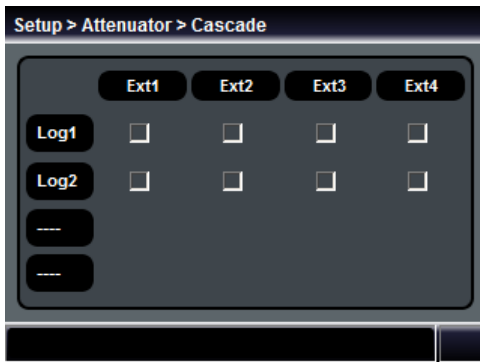 Setup > Attenuator > Cascade
Ext1 Ext2 Ext3 Ext4
Log1
Log2
----
----